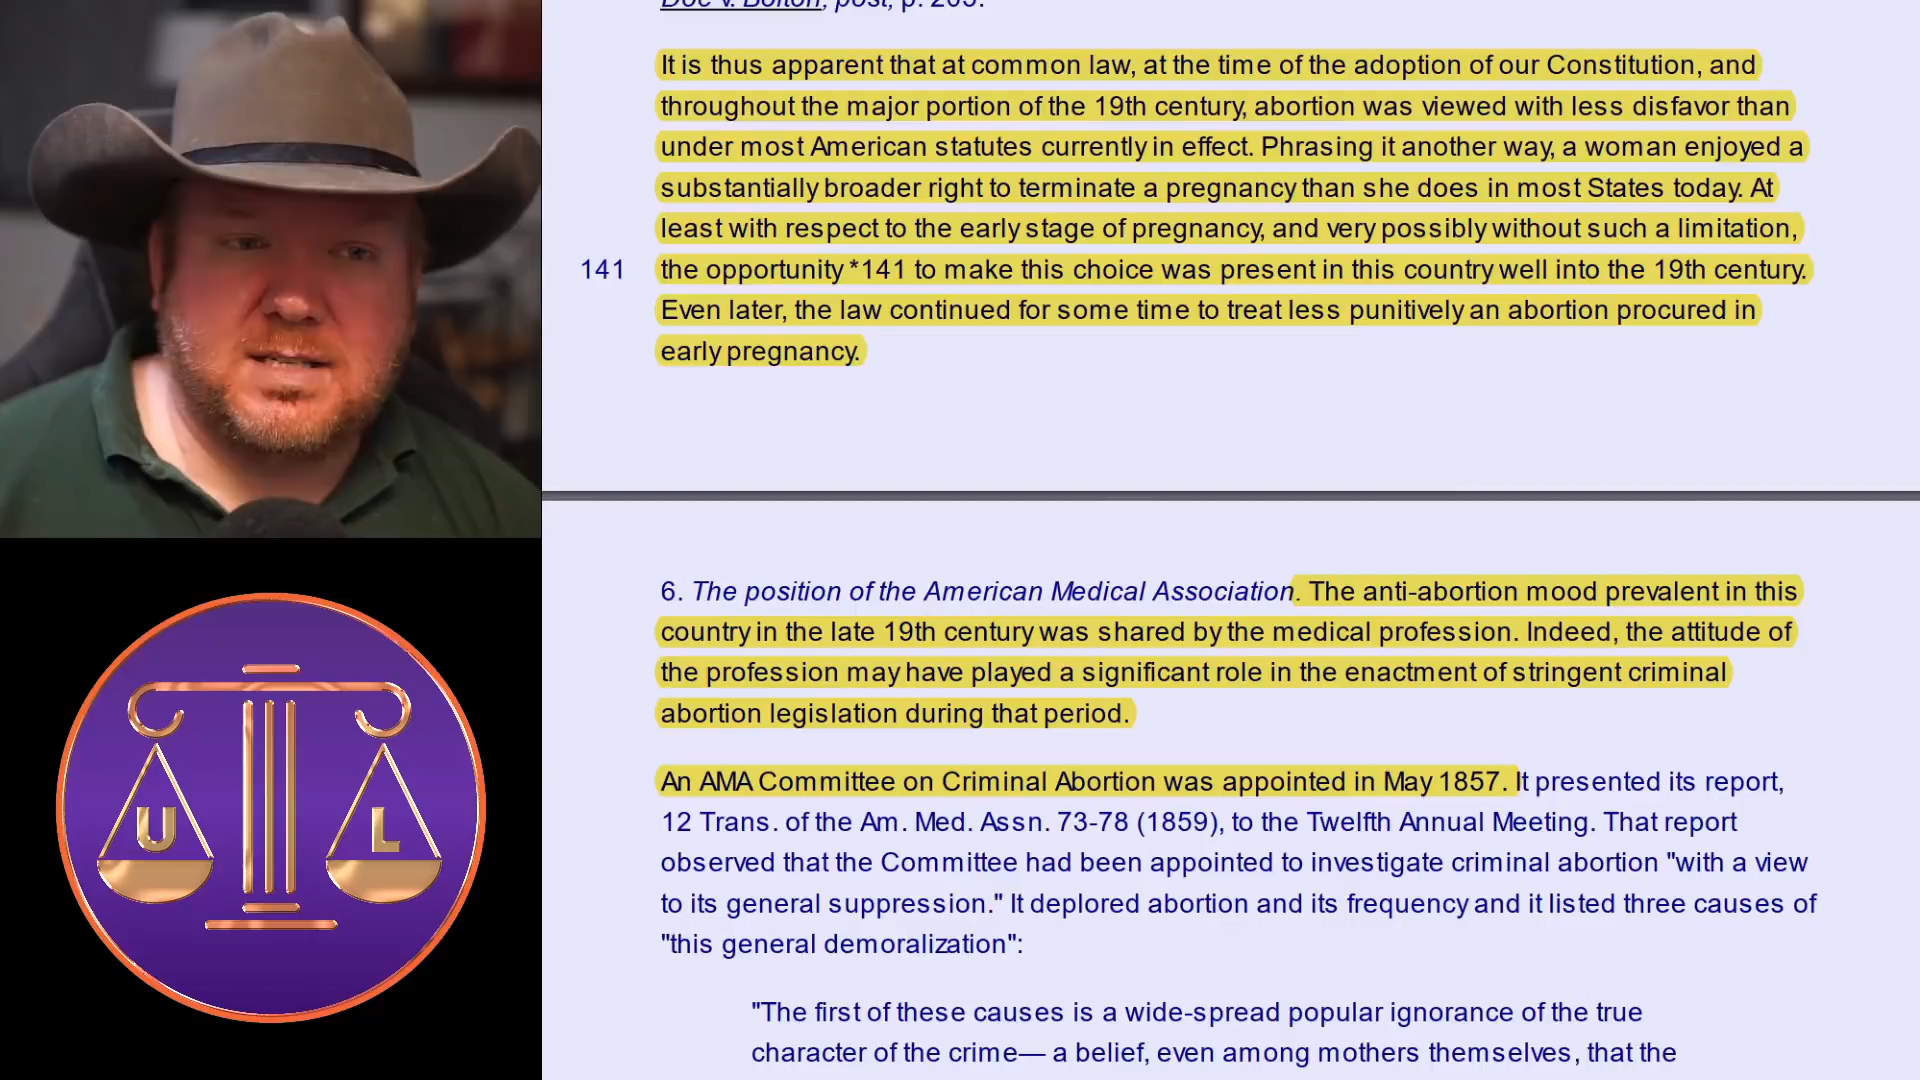 Doe v. Bolton, post, p. 205.
It is thus apparent that at common law, at the time of the adoption of our Constitution, and
throughout the major portion of the 19th century, abortion was viewed with less disfavor than
under most American statutes currently in effect. Phrasing it another way, a woman enjoyed a
substantially broader right to terminate a pregnancy than she does in most States today. At
least with respect to the early stage of pregnancy, and very possibly without such a limitation,
141 the opportunity *141 to make this choice was present in this country well into the 19th century.
Even later, the law continued for some time to treat less punitively an abortion procured in
early pregnancy.
6. The position of the American Medical Association. The anti-abortion mood prevalent in this
country in the late 19th century was shared by the medical profession. Indeed, the attitude of
the profession may have played a significant role in the enactment of stringent criminal
abortion legislation during that period.
An AMA Committee on Criminal Abortion was appointed in May 1857. It presented its report,
12 Trans. of the Am. Med. Assn. 73-78 (1859), to the Twelfth Annual Meeting. That report
observed that the Committee had been appointed to investigate criminal abortion "with a view
to its general suppression." It deplored abortion and its frequency and it listed three causes of
"this general demoralization":
"The first of these causes is a wide-spread popular ignorance of the true
character of the crime— a belief, even among mothers themselves, that the
U L